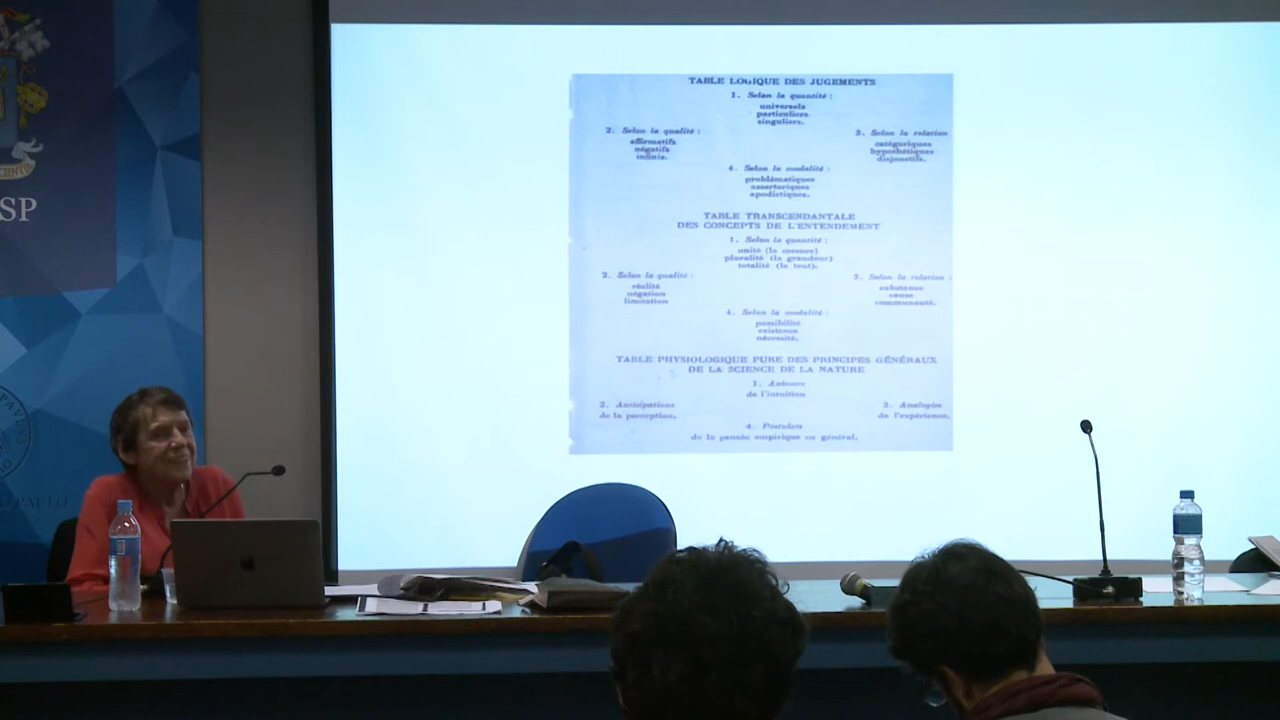 CIENTI
SP
TABLE LOGIQUE DES JUGEMENTS
1. Selon la quantité :
universels
particuliers
singuliers.
2. Selon la qualité :
affirmatifs
négatifs
infinis.
3. Selon la relation
catégoriques
hypothétiques
disjonctifs.
4. Selon la modalité :
problématiques
assertoriques
apodictiques.
TABLE TRANSCENDANTALE
DES CONCEPTS DE L'ENTENDEMENT
1. Selon la quantité :
unité (la mesure)
pluralité (la grandeur)
totalité (le tout).
2. Selon la qualité :
réalité
négation
limitation
3. Selon la relation :
substance
cause
communauté.
4. Selon la modalité :
possibilité
existence
nécessité.
TABLE PHYSIOLOGIQUE PURE DES PRINCIPES GÉNÉRAUX
DE LA SCIENCE DE LA NATURE
1. Axiomes
de l'intuition
2. Anticipations
de la perception,
3. Analogies
de l'expérience.
4. Postulats
de la pensée empirique en général.
PAULO